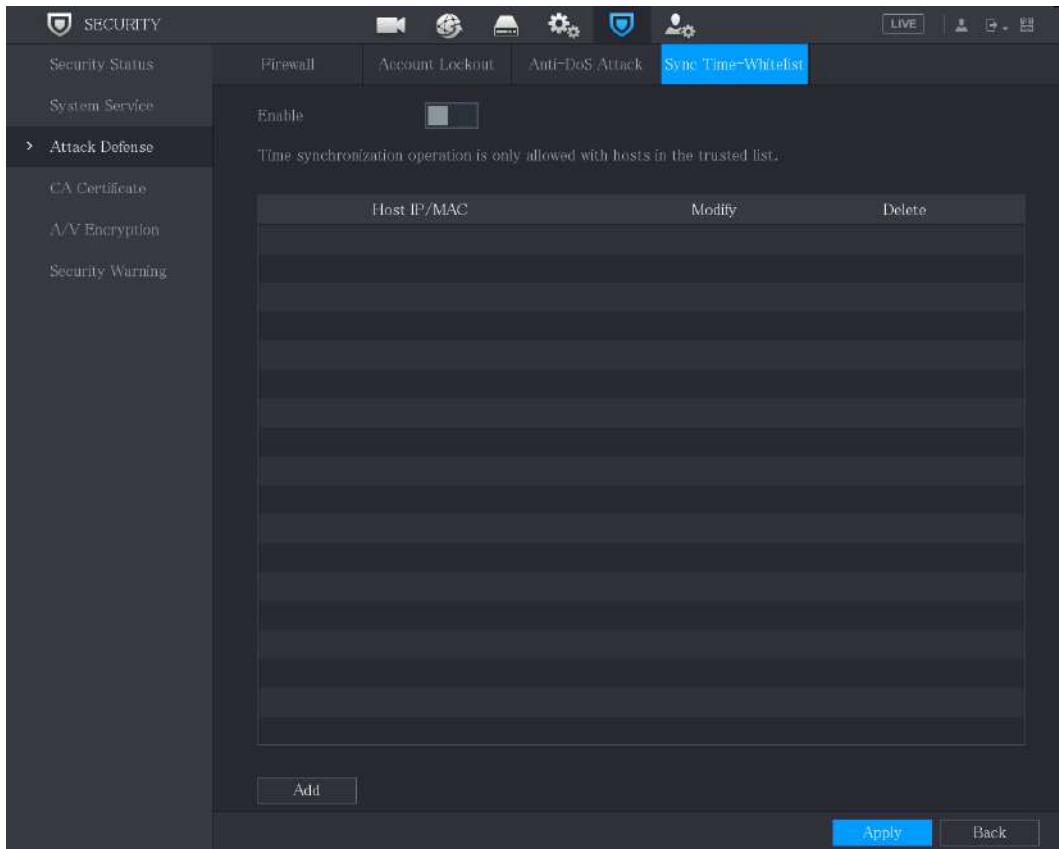 SECURITY
LIVE
Security Status
System Service
Attack Defense
CA Certificate
A/V Encryption
Security Warning
Firewall Account Lockout Anti-DoS Attack Sync Time-Whitelist
Enable
Time synchronization operation is only allowed with hosts in the trusted list.
Host IP/MAC Modify Delete
Add
Apply Back